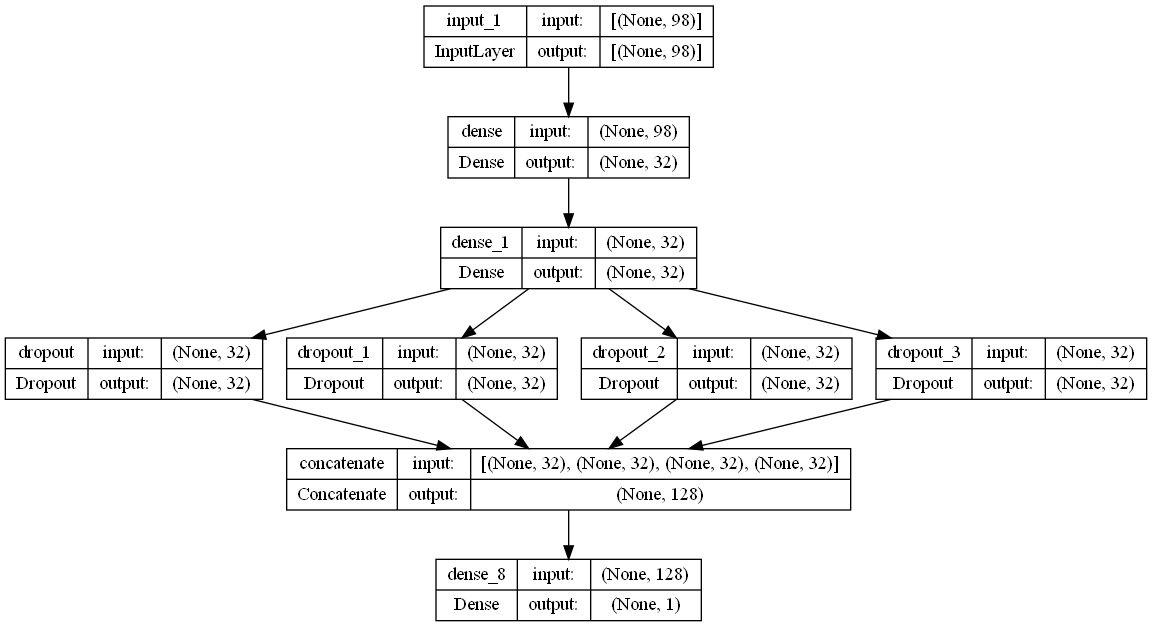 input_1 input: [(None, 98)]
InputLayer output: [(None, 98)]
dense input: (None, 98)
Dense output: (None, 32)
dense_1 input: (None, 32)
Dense output: (None, 32)
dropout input: (None, 32) dropout_1 input: (None, 32) dropout_2 input: (None, 32) dropout_3 input: (None, 32)
Dropout output: (None, 32) Dropout output: (None, 32) Dropout output: (None, 32) Dropout output: (None, 32)
concatenate input: [(None, 32), (None, 32), (None, 32), (None, 32)]
Concatenate output: (None, 128)
dense_8 input: (None, 128)
Dense output: (None, 1)